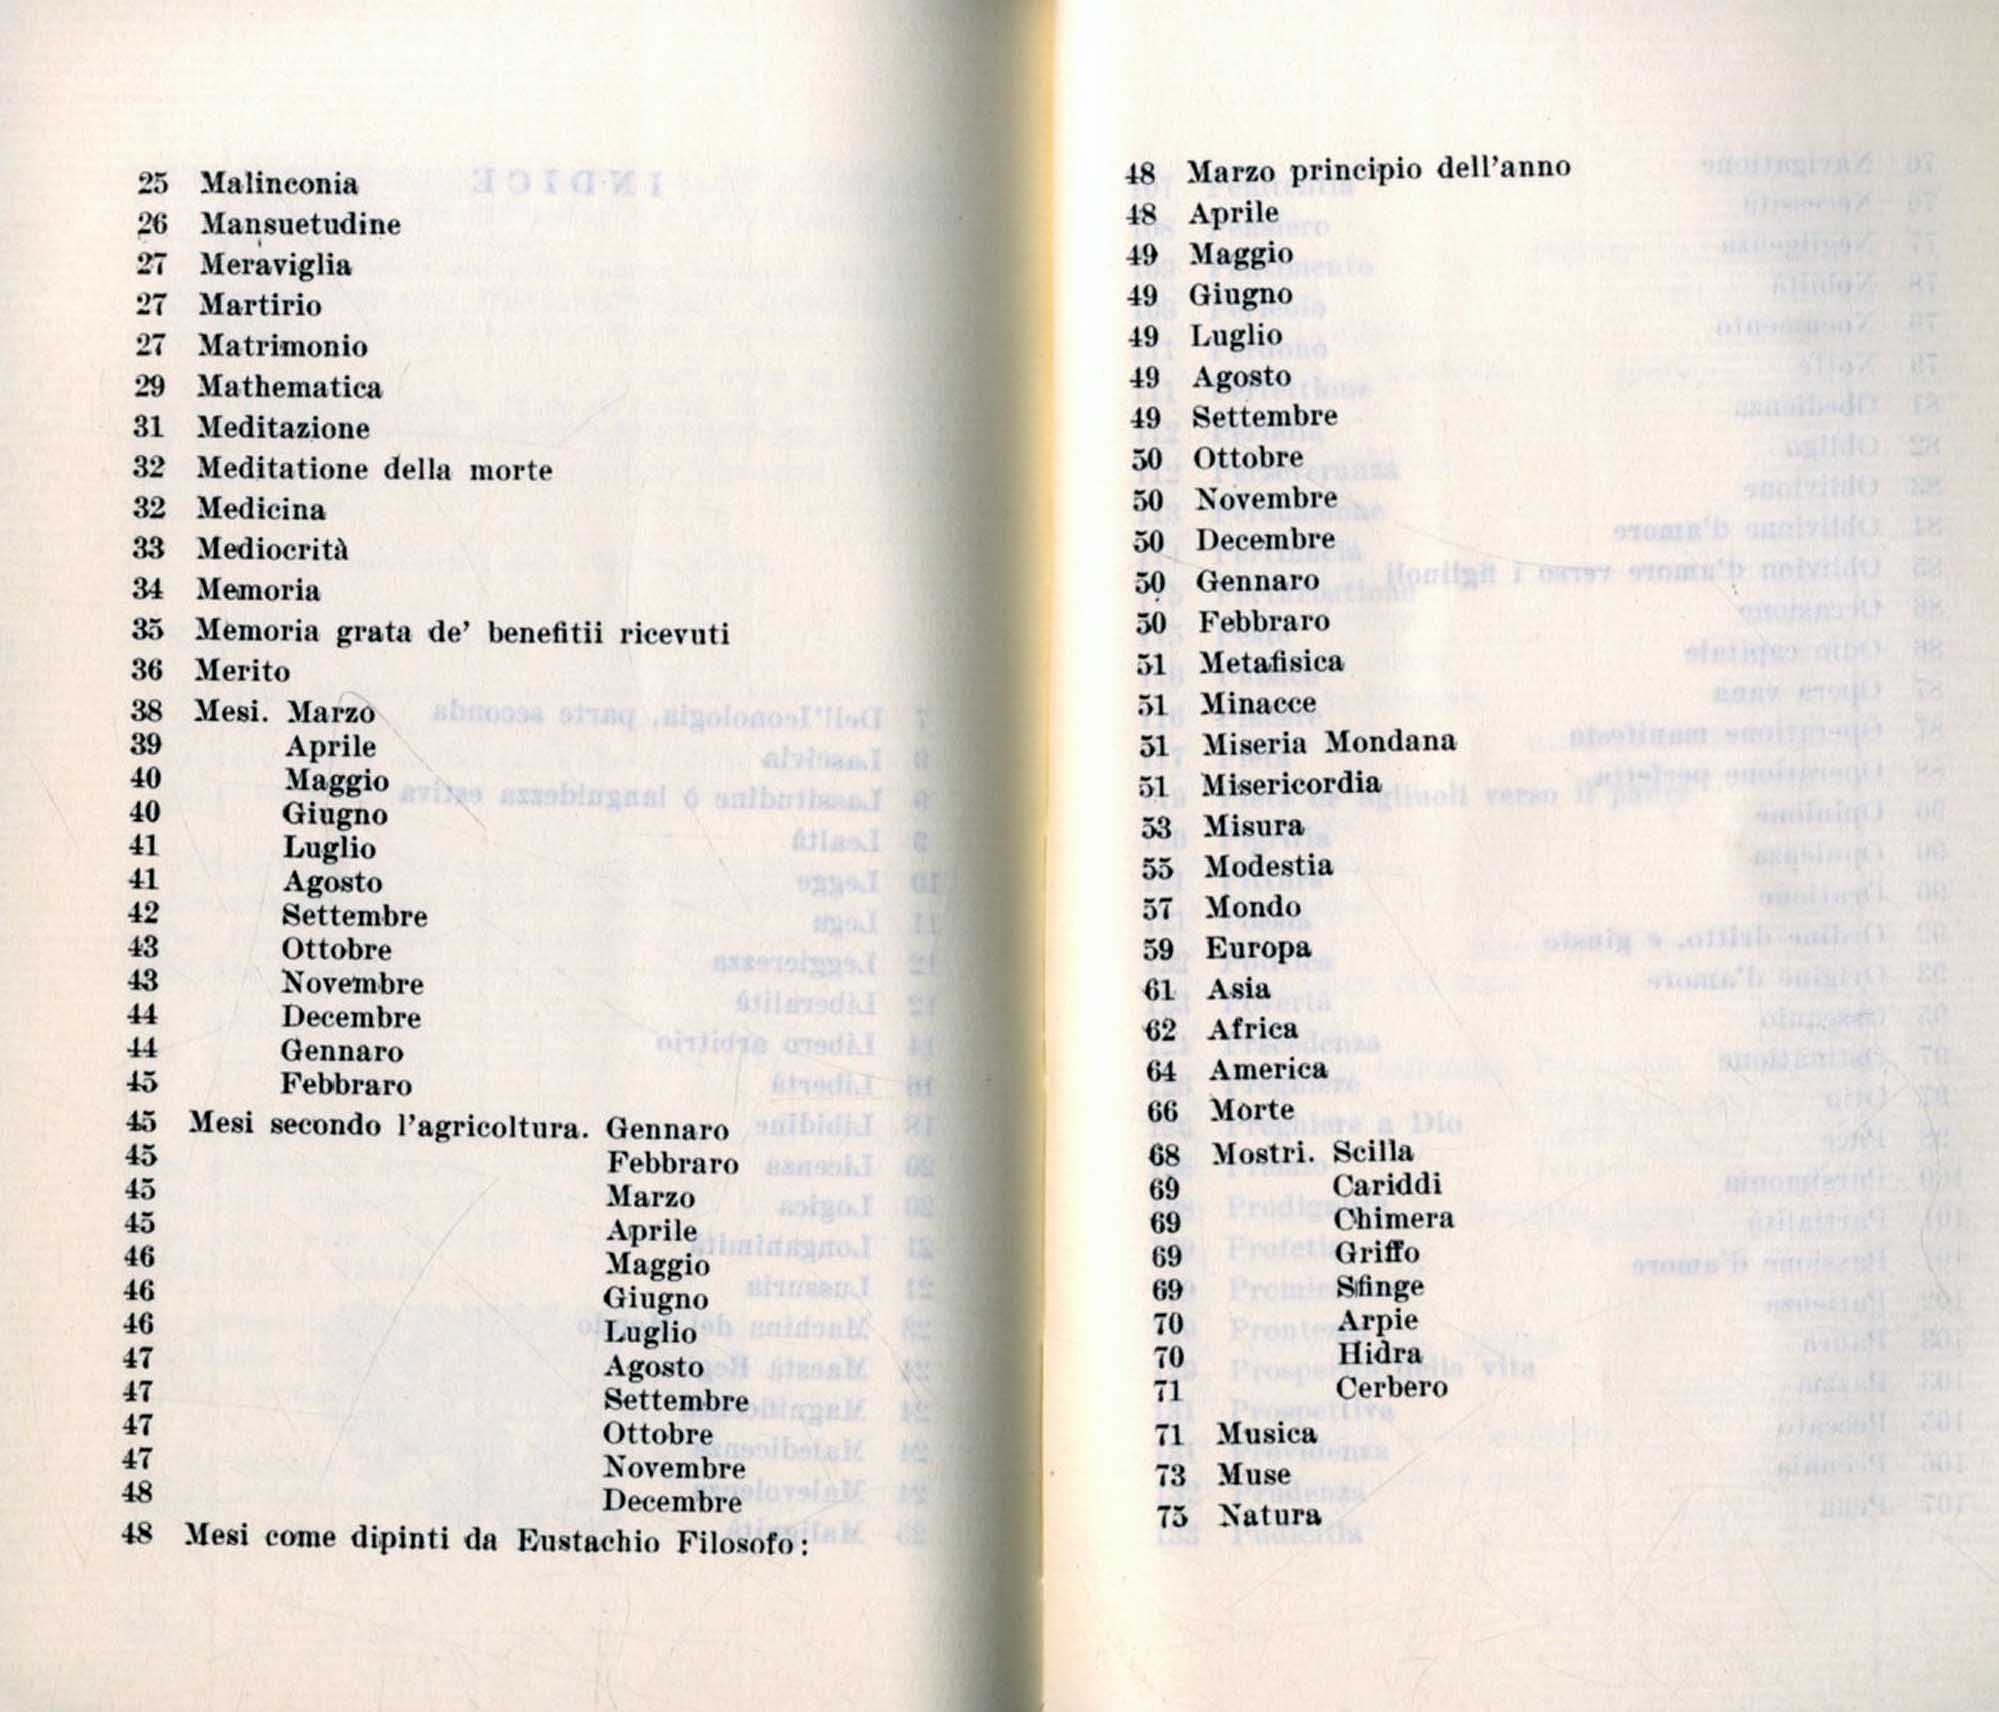 25 Malinconia
26 Mansuetudine
27 Meraviglia
27 Martirio
27 Matrimonio
29 Mathematica
31 Meditazione
32 Meditatione della morte
32 Medicina
33 Mediocrità
34 Memoria
35 Memoria grata de' benefitii ricevuti
36 Merito
38 Mesi. Marzo
39 Aprile
40 Maggio
40 Giugno
41 Luglio
41 Agosto
42 Settembre
43 Ottobre
43 Novembre
44 Decembre
44 Gennaro
45 Febbraro
45 Mesi secondo l'agricoltura. Gennaro
45 Febbraro
45 Marzo
45 Aprile
46 Maggio
46 Giugno
46 Luglio
47 Agosto
47 Settembre
47 Ottobre
47 Novembre
48 Decembre
48 Mesi come dipinti da Eustachio Filosofo:
48 Marzo principio dell'anno
48 Aprile
49 Maggio
49 Giugno
49 Luglio
49 Agosto
49 Settembre
50 Ottobre
50 Novembre
50 Decembre
50 Gennaro
50 Febbraro
51 Metafisica
51 Minacce
51 Miseria Mondana
51 Misericordia
53 Misura
55 Modestia
57 Mondo
59 Europa
61 Asia
62 Africa
64 America
66 Morte
68 Mostri. Scilla
69 Cariddi
69 Chimera
69 Griffo
69 Sfinge
70 Arpie
70 Hidra
71 Cerbero
71 Musica
73 Muse
75 Natura